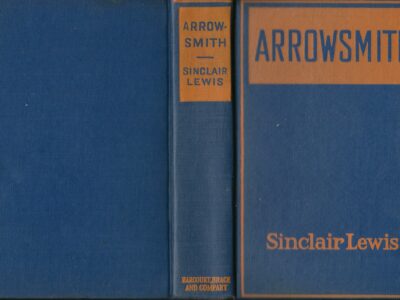 ARROW-
SMITH
SINCLAIR
LEWIS
HARCOURT, BRACE
AND COMPANY
ARROWSMITH
Sinclair Lewis